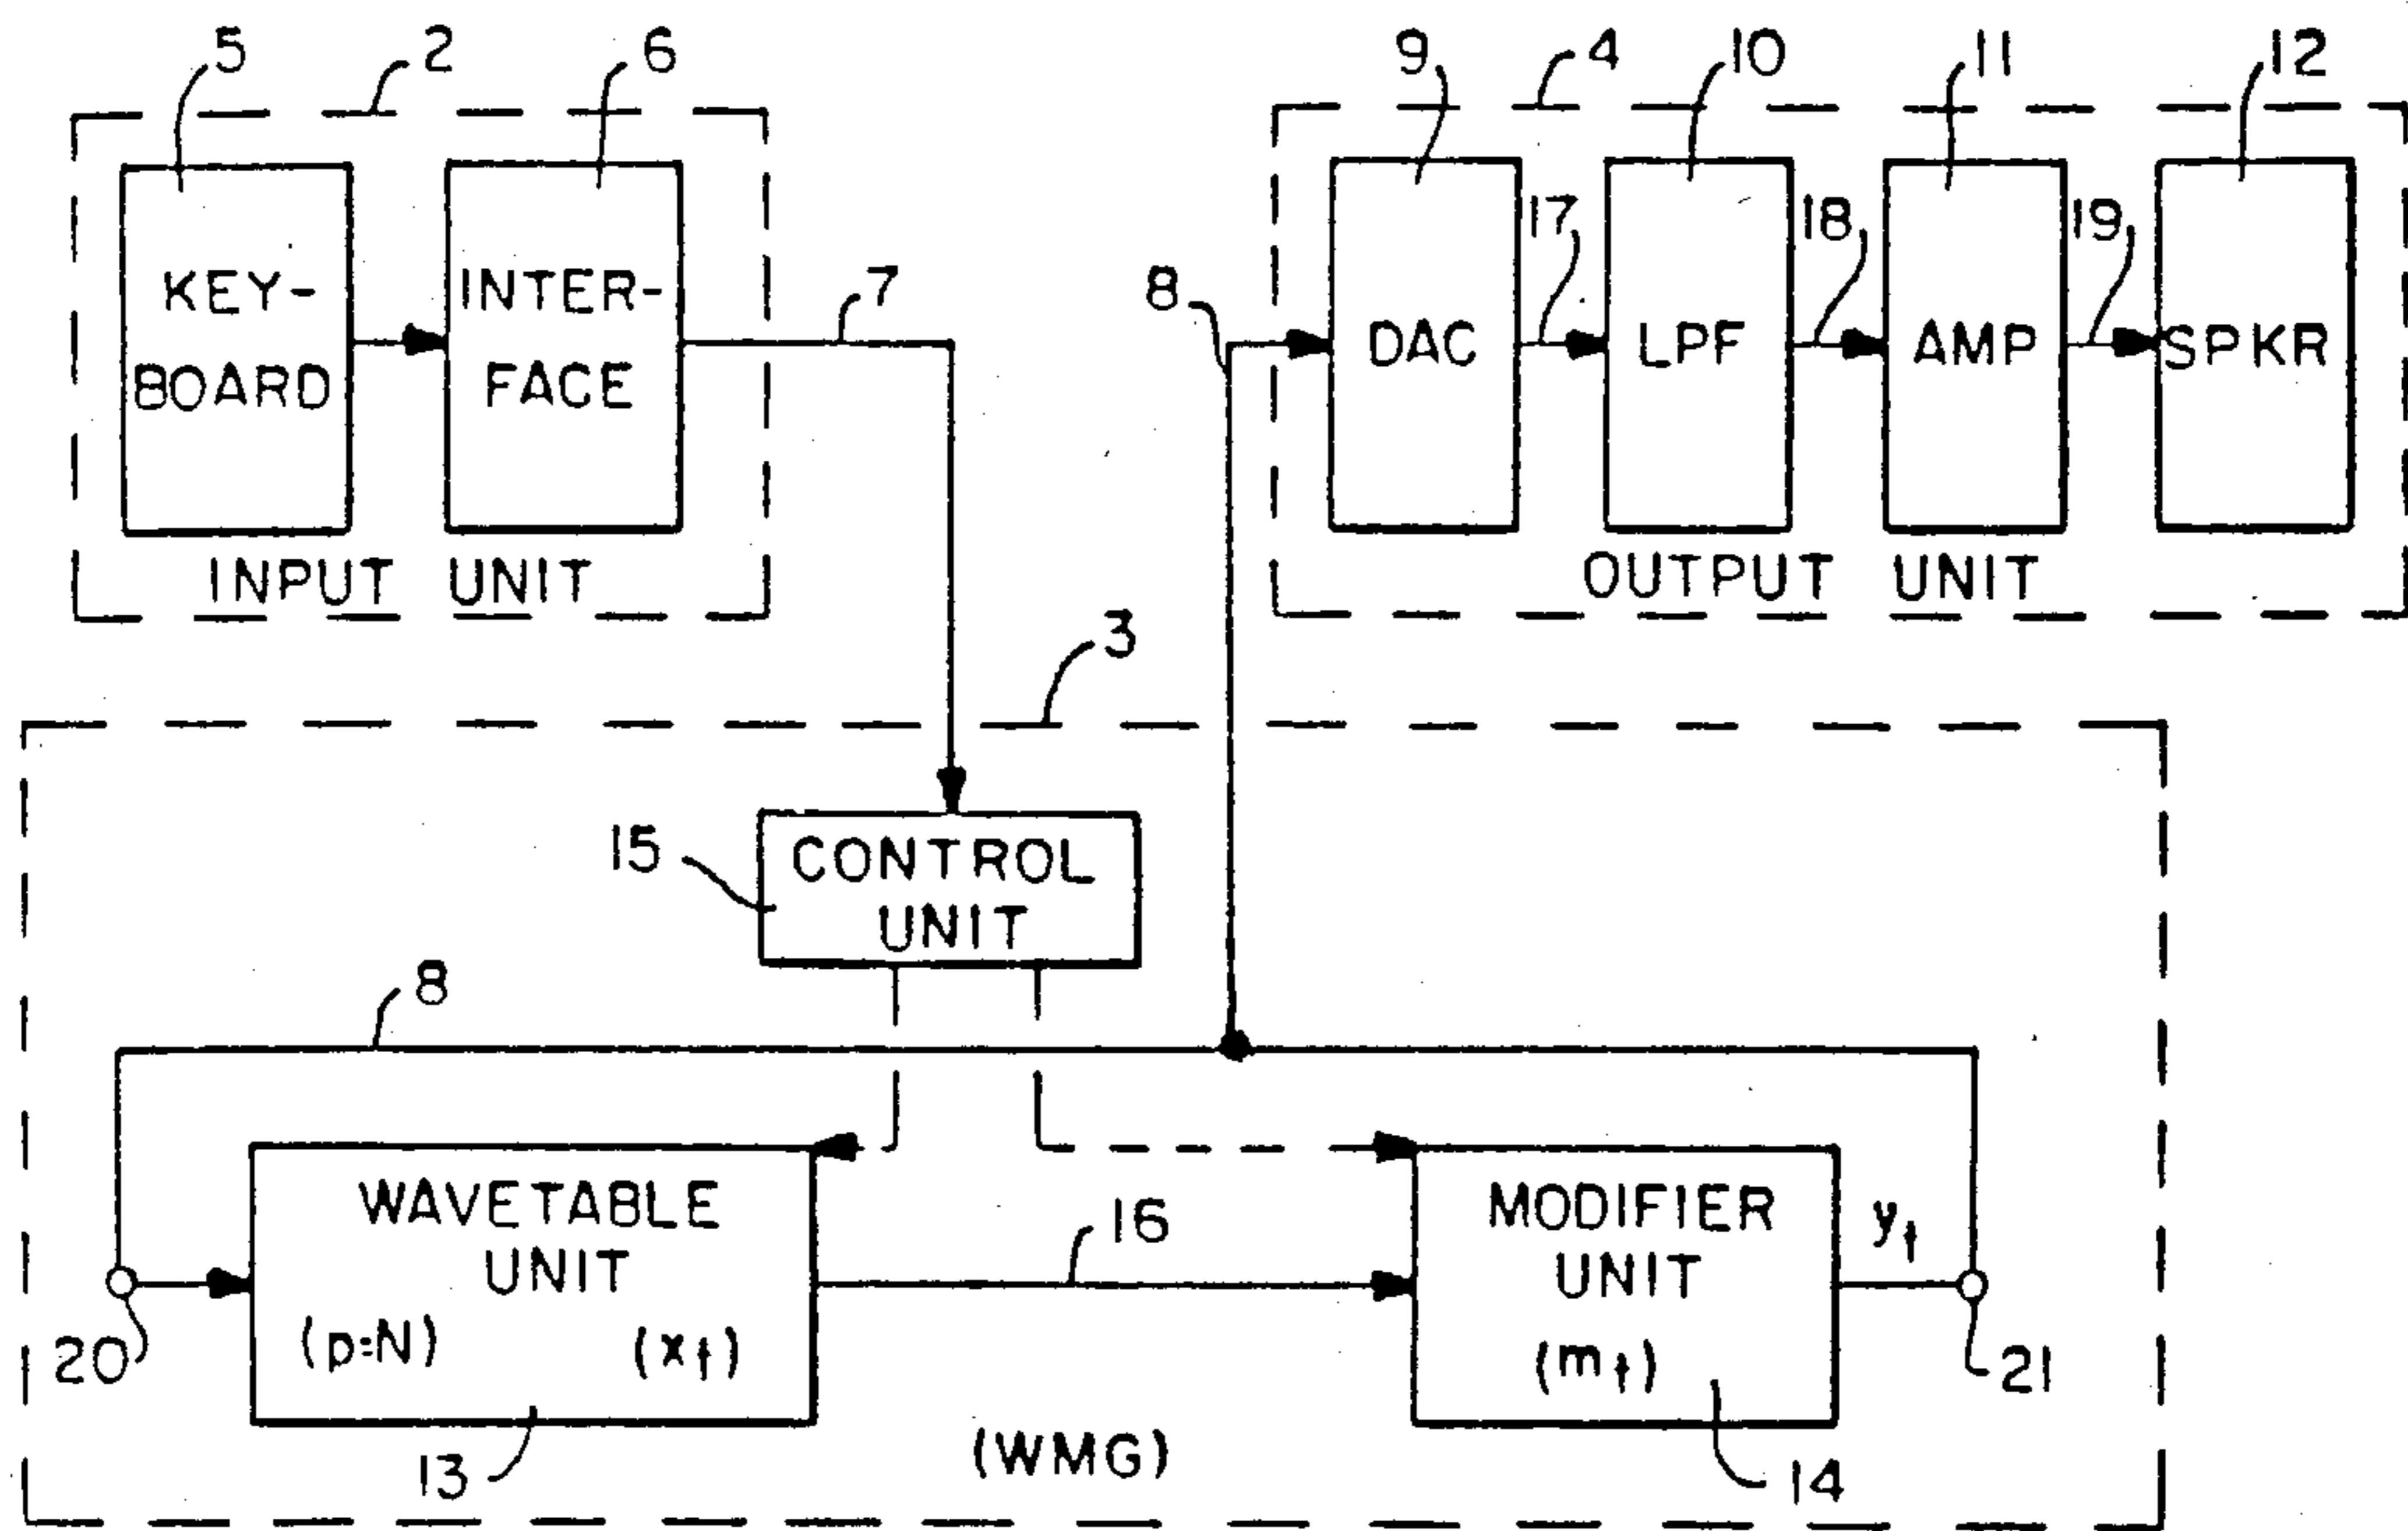 5 2 6 9 4 10 11 12
KEY-
BOARD
INTER-
FACE
7
8
DAC
17
LPF
18
AMP
19
SPKR
INPUT UNIT
OUTPUT UNIT
3
15
CONTROL
UNIT
8
WAVETABLE
UNIT
(p=N) (xt)
16
MODIFIER
UNIT
(mt)
yt
20
21
13
(WMG)
14